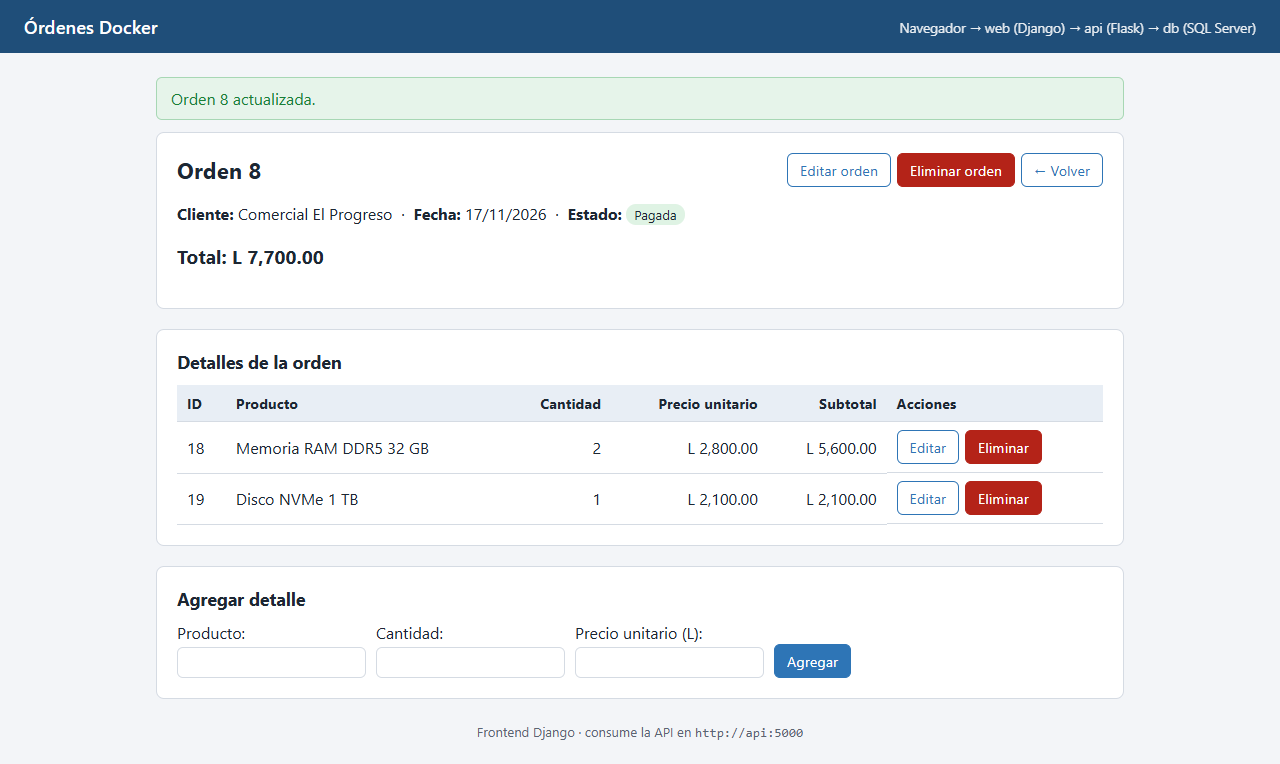 Órdenes Docker
Navegador → web (Django) → api (Flask) → db (SQL Server)
Orden 8 actualizada.
Orden 8
Editar orden Eliminar orden ← Volver
Cliente: Comercial El Progreso · Fecha: 17/11/2026 · Estado: Pagada
Total: L 7,700.00
Detalles de la orden
ID Producto Cantidad Precio unitario Subtotal Acciones
18 Memoria RAM DDR5 32 GB 2 L 2,800.00 L 5,600.00 Editar Eliminar
19 Disco NVMe 1 TB 1 L 2,100.00 L 2,100.00 Editar Eliminar
Agregar detalle
Producto: Cantidad: Precio unitario (L):
Agregar
Frontend Django · consume la API en http://api:5000